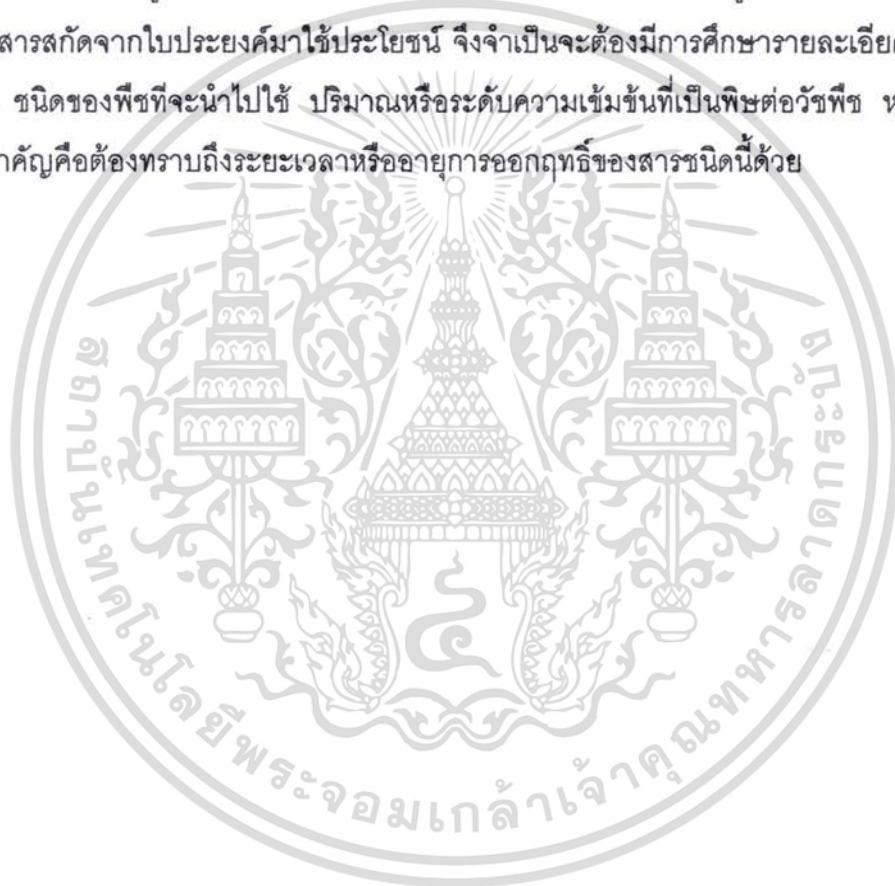 สารสกัดจากใบประยงค์มาใช้ประโยชน์ จึงจำเป็นจะต้องมีการศึกษารายละเอียด
ชนิดของพืชที่จะนำไปใช้ ปริมาณหรือระดับความเข้มข้นที่เป็นพิษต่อวัชพืช
สำคัญคือต้องทราบถึงระยะเวลาหรืออายุการออกฤทธิ์ของสารชนิดนี้ด้วย
สถาบันเทคโนโลยีพระจอมเกล้าเจ้าคุณทหารลาดกระบัง